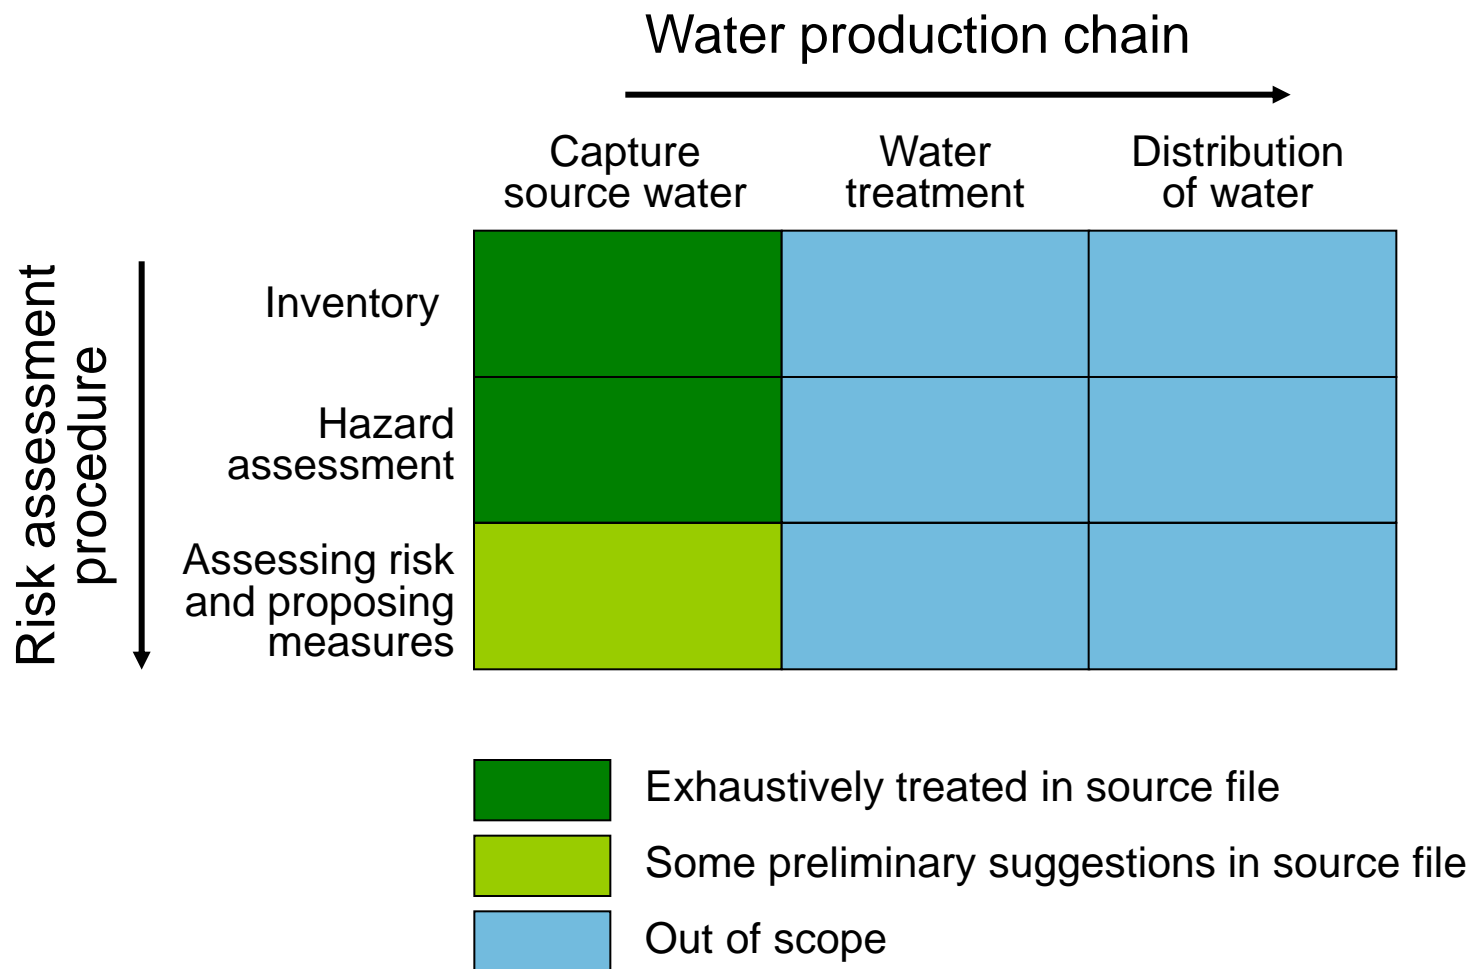 Water production chain
Capture
source water
Water
treatment
Distribution
of water
Risk assessment
procedure
Inventory
Hazard
assessment
Assessing risk
and proposing
measures
Exhaustively treated in source file
Some preliminary suggestions in source file
Out of scope